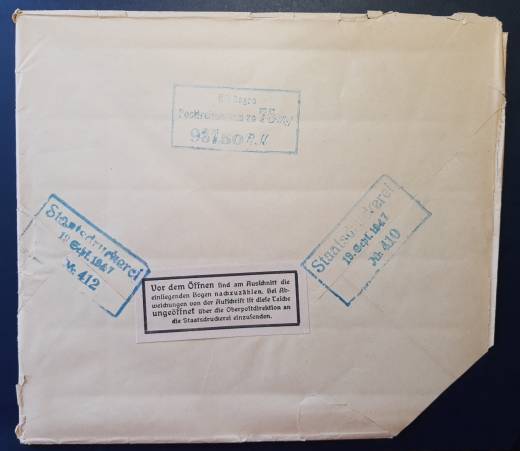 Bogen
zu 75
93750 R.M.
Staatsdruckerei
19. Sept. 1947
Nr. 412
Staatsdruckerei
19. Sept. 1947
Nr. 410
Vor dem Öffnen sind am Ausschnitt die
einliegenden Bogen nachzuzählen. Bei Ab-
weichungen von der Aufschrift ist diese Tasche
ungeöffnet über die Oberpostdirektion an
die Staatsdruckerei einzusenden.